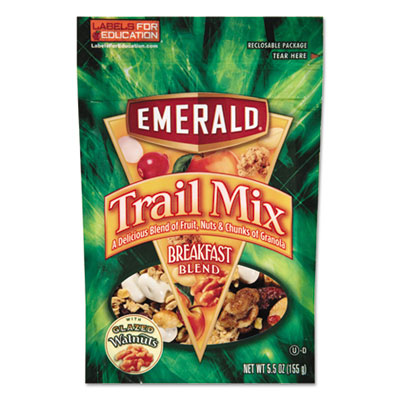 LABELS FOR
EDUCATION
LabelsForEducation.com
RECLOSABLE PACKAGE
TEAR HERE
EMERALD®
Trail Mix
A Delicious Blend of Fruit, Nuts & Chunks of Granola
BREAKFAST
BLEND
WITH
GLAZED
Walnuts
U-D
NET WT 5.5 OZ (155 g)